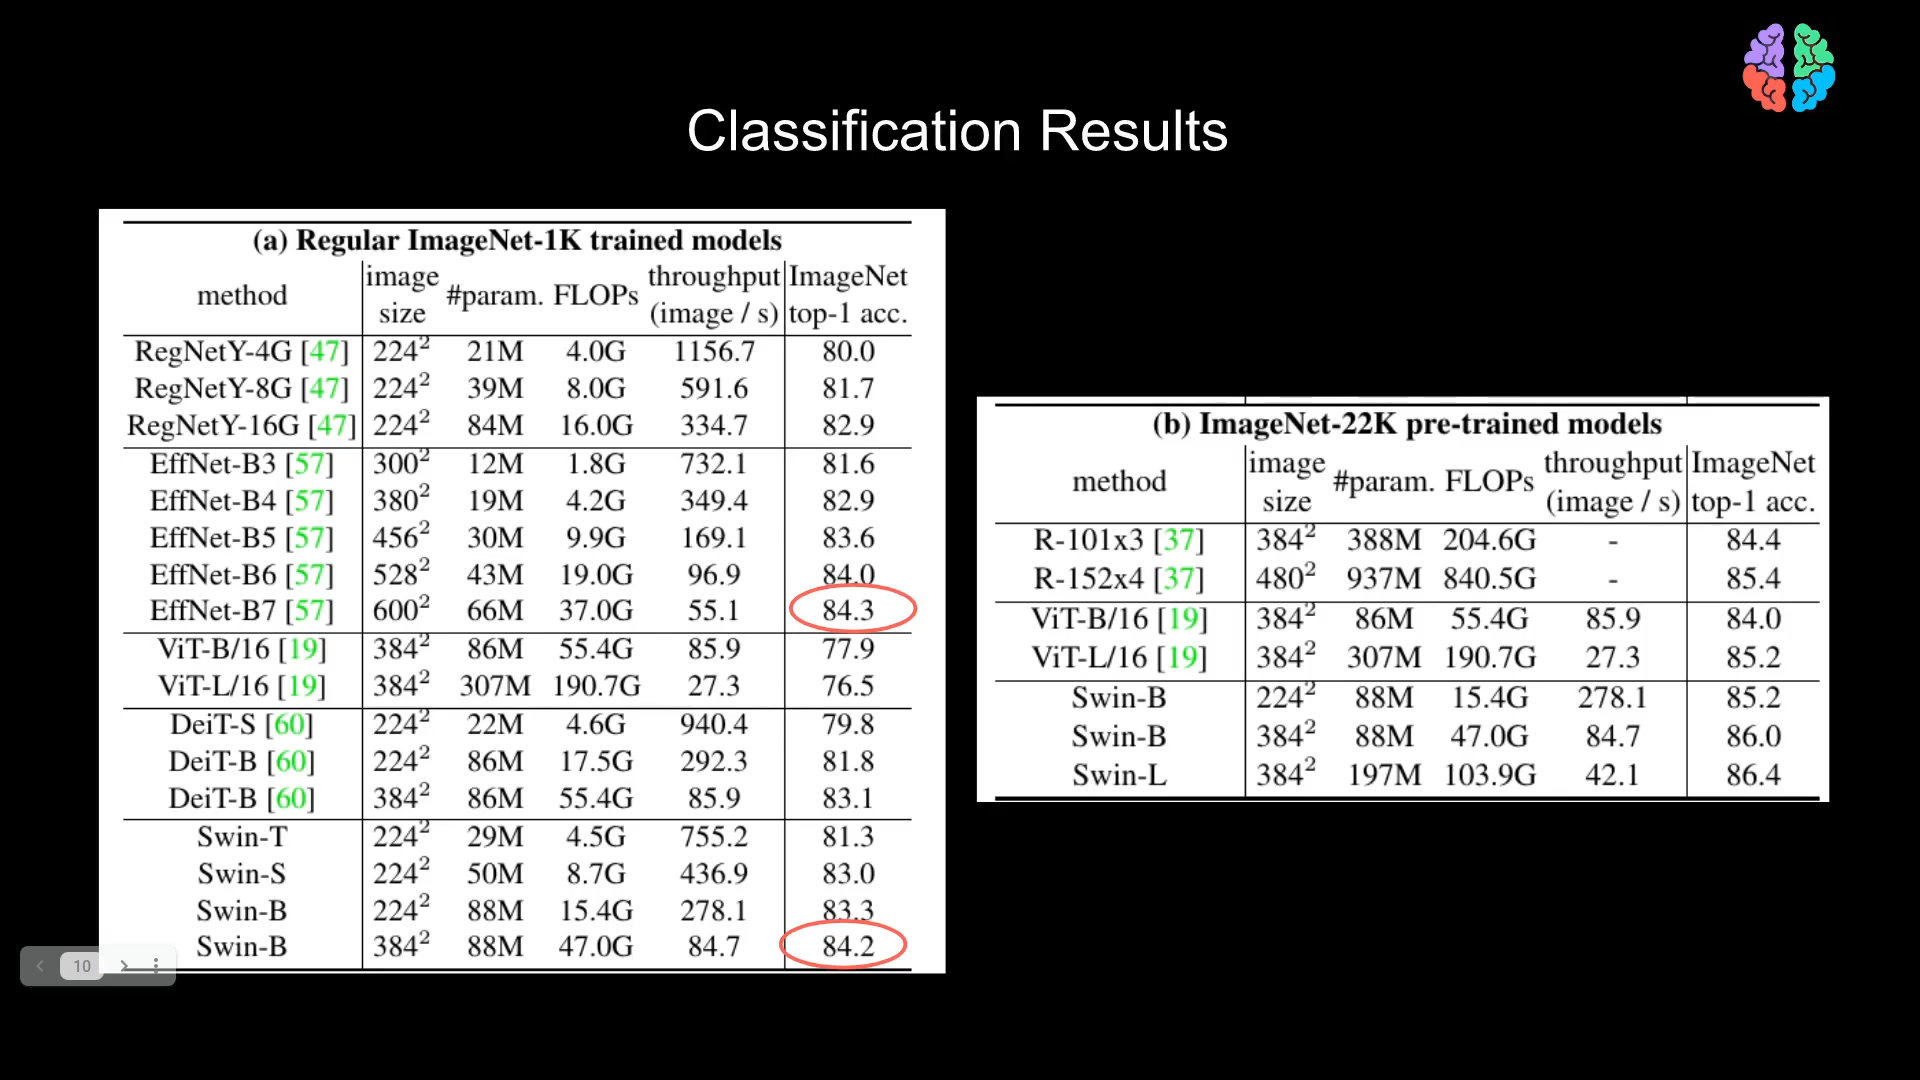 Classification Results
(a) Regular ImageNet-1K trained models
method image size #param. FLOPs throughput (image / s) ImageNet top-1 acc.
RegNetY-4G [47] 224² 21M 4.0G 1156.7 80.0
RegNetY-8G [47] 224² 39M 8.0G 591.6 81.7
RegNetY-16G [47] 224² 84M 16.0G 334.7 82.9
EffNet-B3 [57] 300² 12M 1.8G 732.1 81.6
EffNet-B4 [57] 380² 19M 4.2G 349.4 82.9
EffNet-B5 [57] 456² 30M 9.9G 169.1 83.6
EffNet-B6 [57] 528² 43M 19.0G 96.9 84.0
EffNet-B7 [57] 600² 66M 37.0G 55.1 84.3
ViT-B/16 [19] 384² 86M 55.4G 85.9 77.9
ViT-L/16 [19] 384² 307M 190.7G 27.3 76.5
DeiT-S [60] 224² 22M 4.6G 940.4 79.8
DeiT-B [60] 224² 86M 17.5G 292.3 81.8
DeiT-B [60] 384² 86M 55.4G 85.9 83.1
Swin-T 224² 29M 4.5G 755.2 81.3
Swin-S 224² 50M 8.7G 436.9 83.0
Swin-B 224² 88M 15.4G 278.1 83.3
Swin-B 384² 88M 47.0G 84.7 84.2
(b) ImageNet-22K pre-trained models
method image size #param. FLOPs throughput (image / s) ImageNet top-1 acc.
R-101x3 [37] 384² 388M 204.6G - 84.4
R-152x4 [37] 480² 937M 840.5G - 85.4
ViT-B/16 [19] 384² 86M 55.4G 85.9 84.0
ViT-L/16 [19] 384² 307M 190.7G 27.3 85.2
Swin-B 224² 88M 15.4G 278.1 85.2
Swin-B 384² 88M 47.0G 84.7 86.0
Swin-L 384² 197M 103.9G 42.1 86.4
10